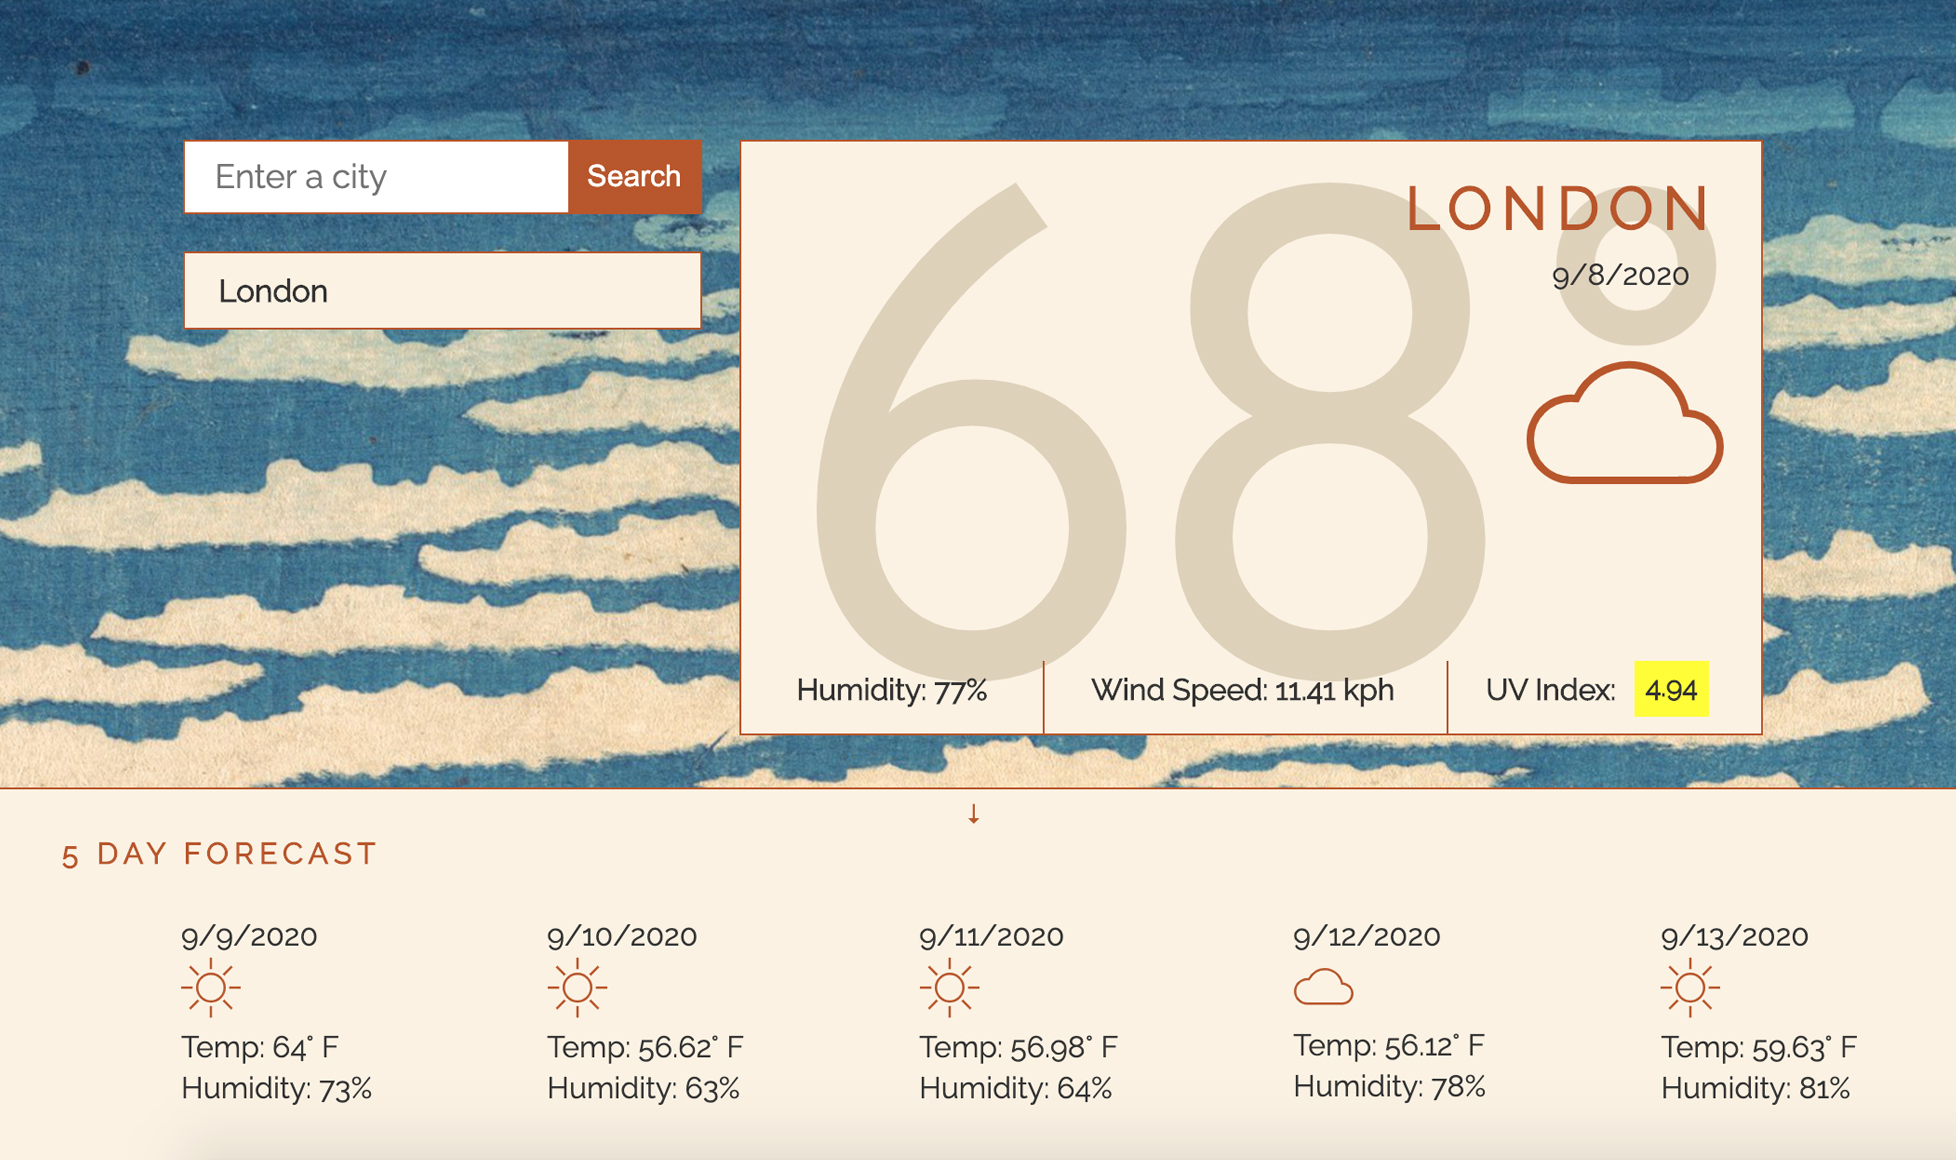 Enter a city
Search
London
68°
LONDON
9/8/2020
Humidity: 77%
Wind Speed: 11.41 kph
UV Index: 4.94
↓
5 DAY FORECAST
9/9/2020
Temp: 64° F
Humidity: 73%
9/10/2020
Temp: 56.62° F
Humidity: 63%
9/11/2020
Temp: 56.98° F
Humidity: 64%
9/12/2020
Temp: 56.12° F
Humidity: 78%
9/13/2020
Temp: 59.63° F
Humidity: 81%